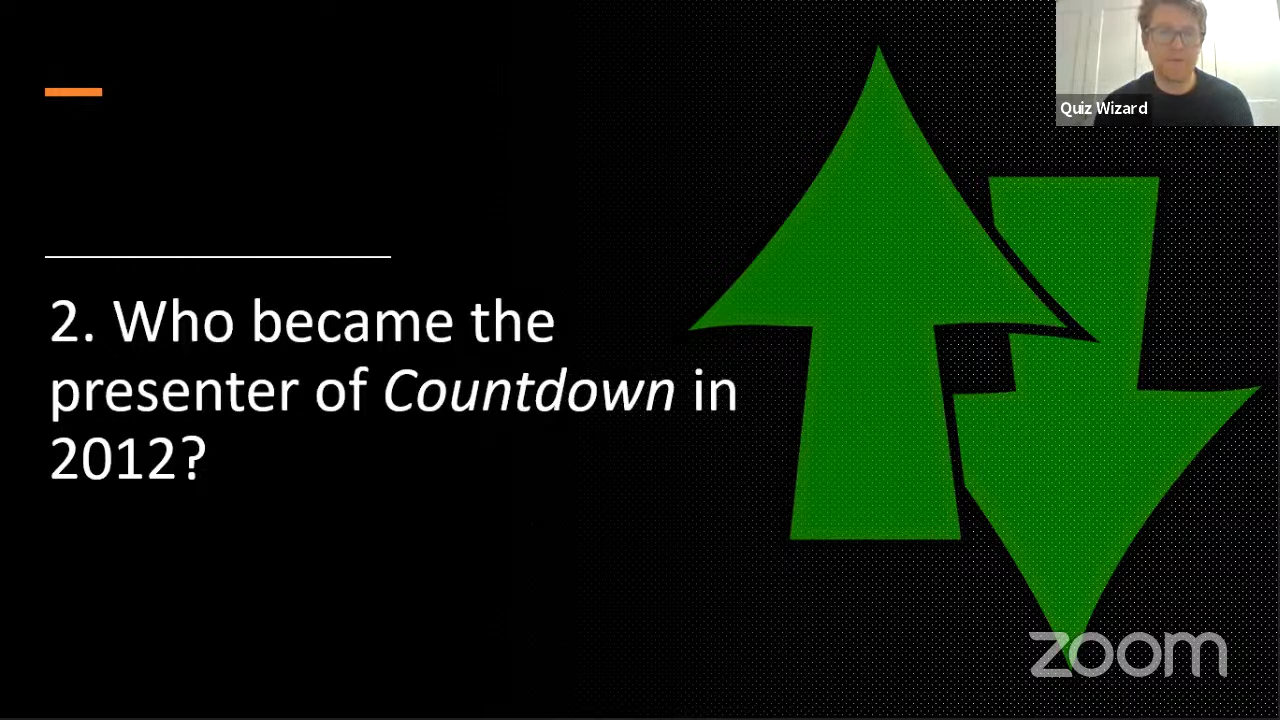 Quiz Wizard
2. Who became the
presenter of Countdown in
2012?
zoom